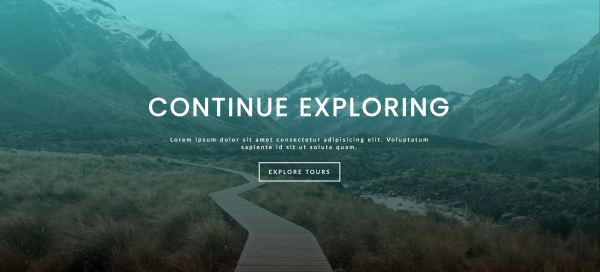 CONTINUE EXPLORING
Lorem ipsum dolor sit amet consectetur adipisicing elit. Voluptatum
sapiente id sit ut soluta quam.
EXPLORE TOURS